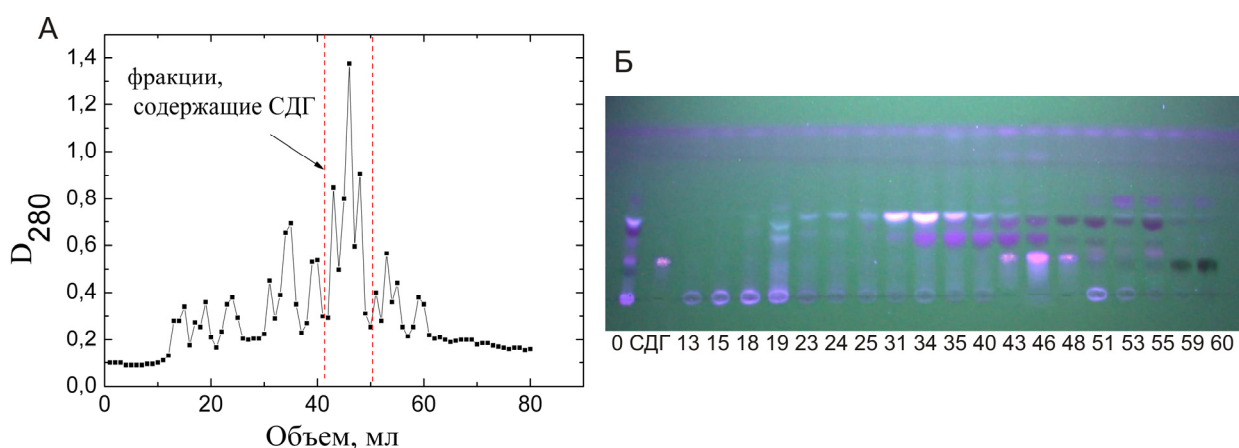 А
1,4
1,2
1,0
0,8
0,6
0,4
0,2
0,0
D280
фракции,
содержащие СДГ
0 20 40 60 80
Объем, мл
Б
0 СДГ 13 15 18 19 23 24 25 31 34 35 40 43 46 48 51 53 55 59 60